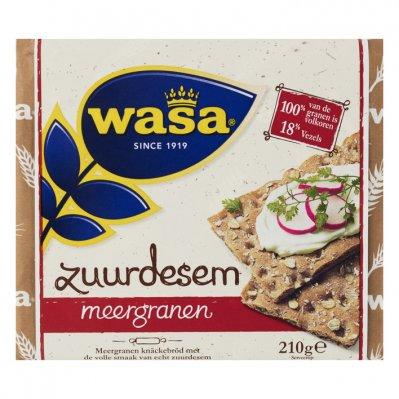 wasa®
SINCE 1919
100% van de
granen is
volkoren
18% Vezels
zuurdesem
meergranen
Meergranen knäckebröd met
de volle smaak van echt zuurdesem
210g e
wasa